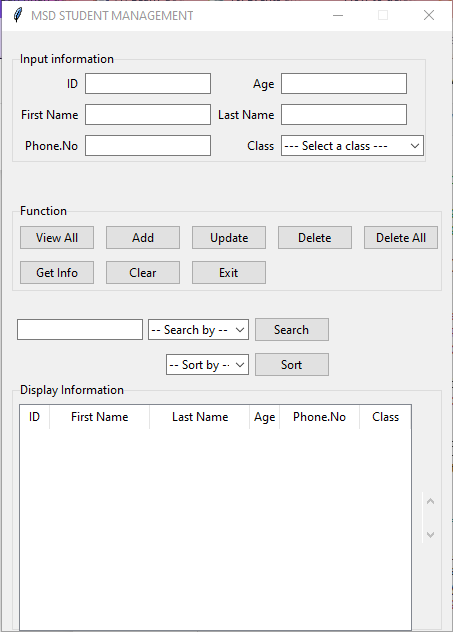 MSD STUDENT MANAGEMENT
Input information
ID Age
First Name Last Name
Phone.No Class --- Select a class ---
Function
View All Add Update Delete Delete All
Get Info Clear Exit
-- Search by -- Search
-- Sort by -- Sort
Display Information
ID First Name Last Name Age Phone.No Class